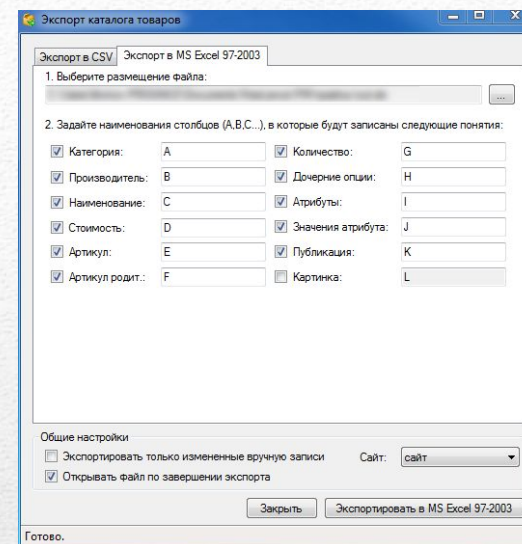 Экспорт каталога товаров
Экспорт в CSV Экспорт в MS Excel 97-2003
1. Выберите размещение файла:
...
2. Задайте наименования столбцов (A,B,C...), в которые будут записаны следующие понятия:
Категория: A Количество: G
Производитель: B Дочерние опции: H
Наименование: C Атрибуты: I
Стоимость: D Значения атрибута: J
Артикул: E Публикация: K
Артикул родит.: F Картинка: L
Общие настройки
Экспортировать только измененные вручную записи Сайт: сайт
Открывать файл по завершении экспорта
Закрыть Экспортировать в MS Excel 97-2003
Готово.